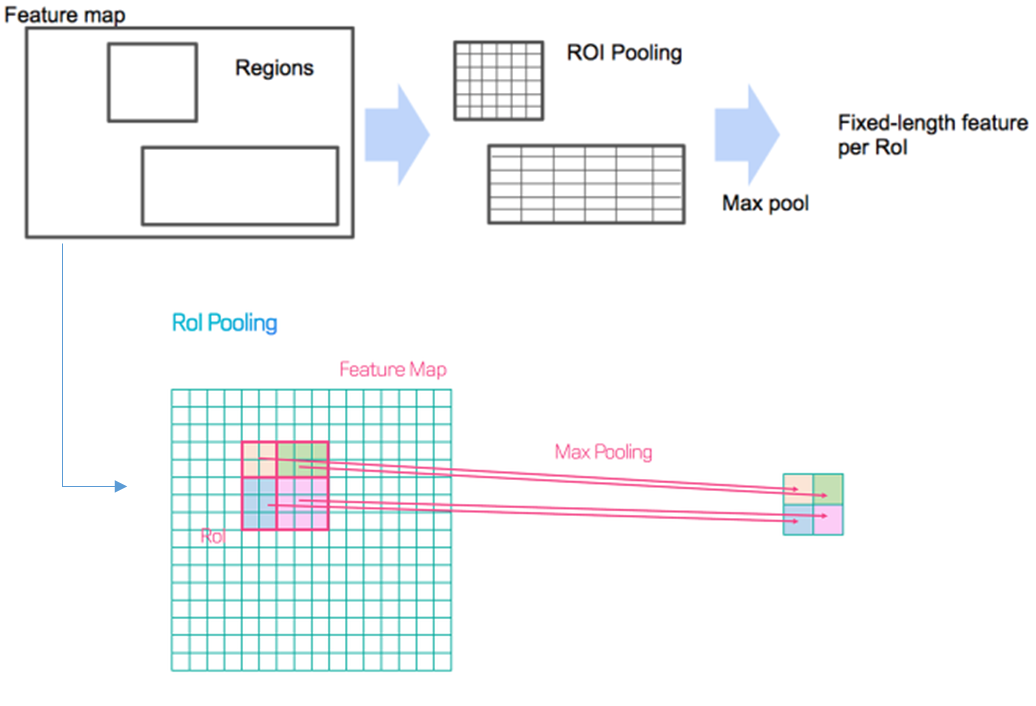 Feature map
Regions
ROI Pooling
Fixed-length feature
per RoI
Max pool
RoI Pooling
Feature Map
Max Pooling
RoI